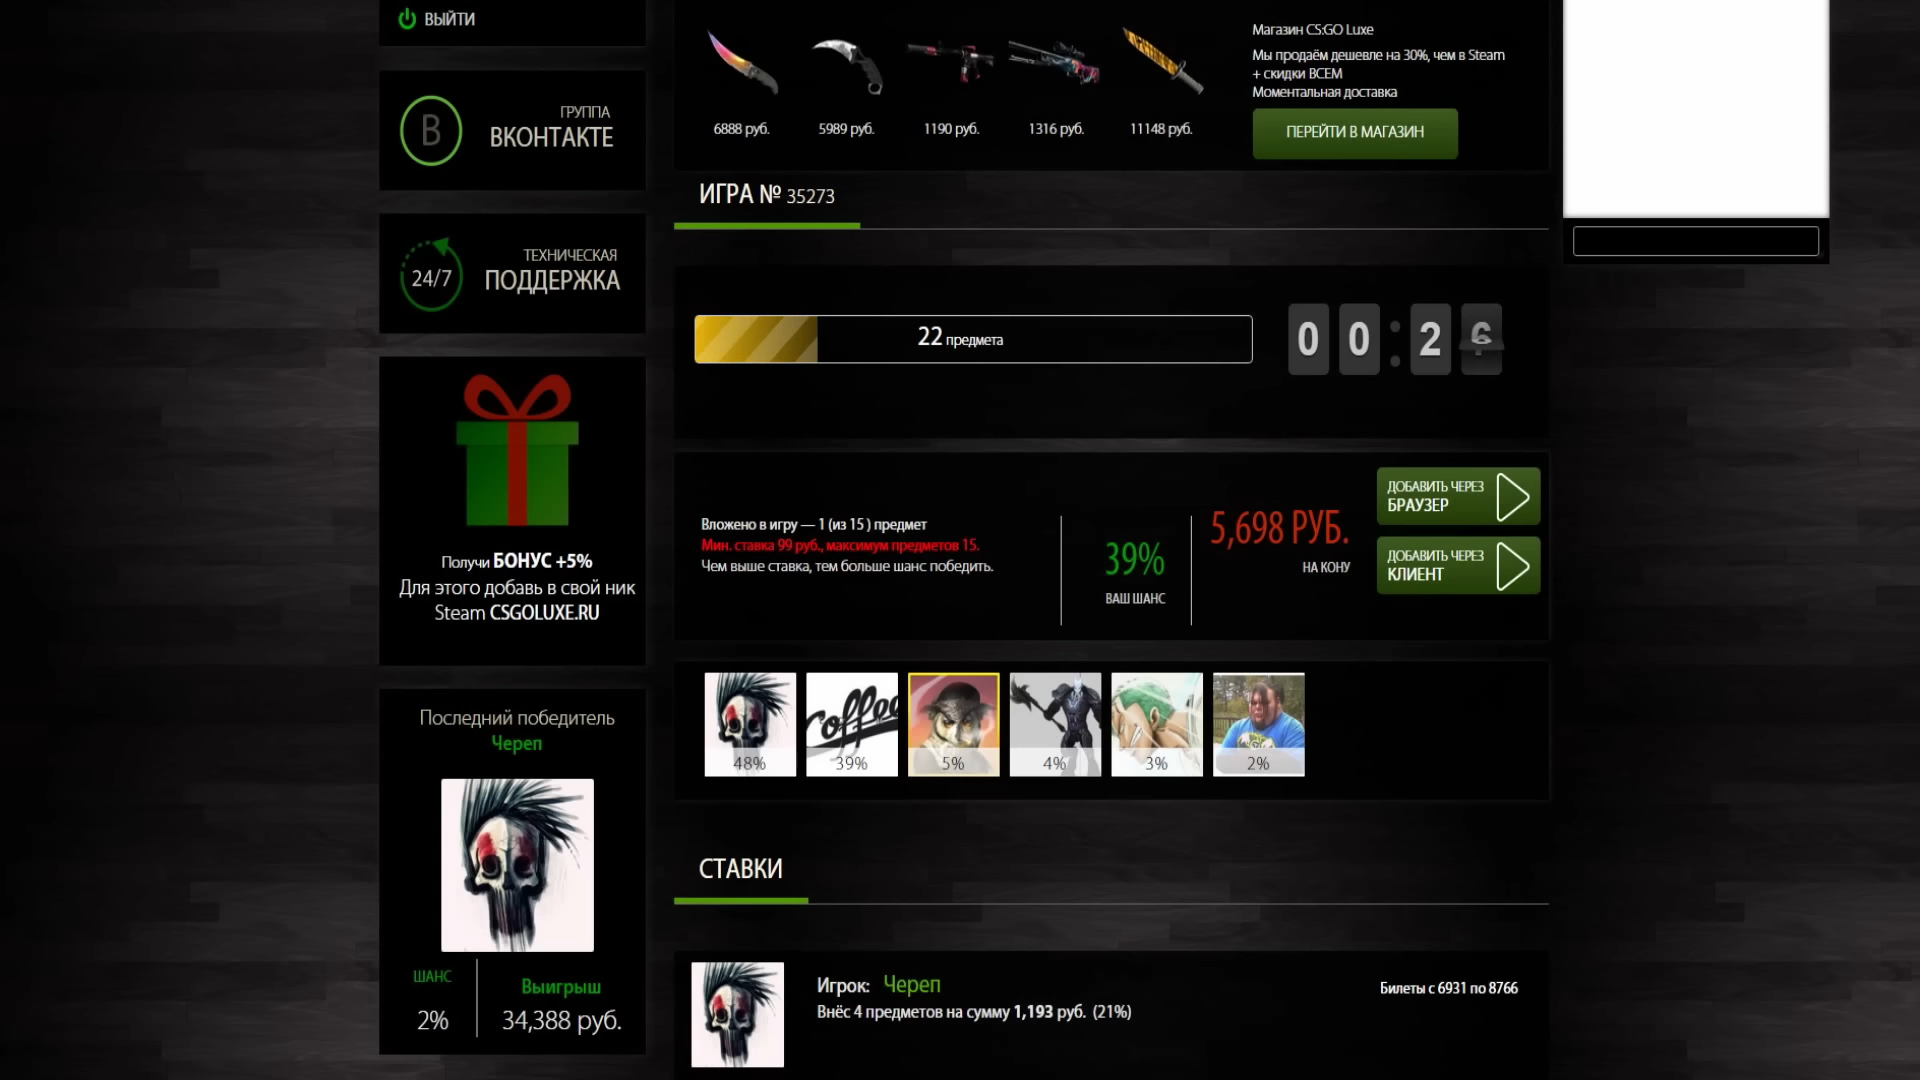 ВЫЙТИ
В
ГРУППА
ВКОНТАКТЕ
24/7
ТЕХНИЧЕСКАЯ
ПОДДЕРЖКА
Получи БОНУС +5%
Для этого добавь в свой ник
Steam CSGOLUXE.RU
Последний победитель
Череп
ШАНС
2%
Выигрыш
34,388 руб.
6888 руб.
5989 руб.
1190 руб.
1316 руб.
11148 руб.
Магазин CS:GO Luxe
Мы продаём дешевле на 30%, чем в Steam
+ скидки ВСЕМ
Моментальная доставка
ПЕРЕЙТИ В МАГАЗИН
ИГРА № 35273
22 предмета
0 0 : 2
Вложено в игру — 1 (из 15 ) предмет
Мин. ставка 99 руб., максимум предметов 15.
Чем выше ставка, тем больше шанс победить.
39%
ВАШ ШАНС
5,698 РУБ.
НА КОНУ
ДОБАВИТЬ ЧЕРЕЗ
БРАУЗЕР
ДОБАВИТЬ ЧЕРЕЗ
КЛИЕНТ
coffee
48%
39%
5%
4%
3%
2%
СТАВКИ
Игрок: Череп
Внёс 4 предметов на сумму 1,193 руб. (21%)
Билеты с 6931 по 8766